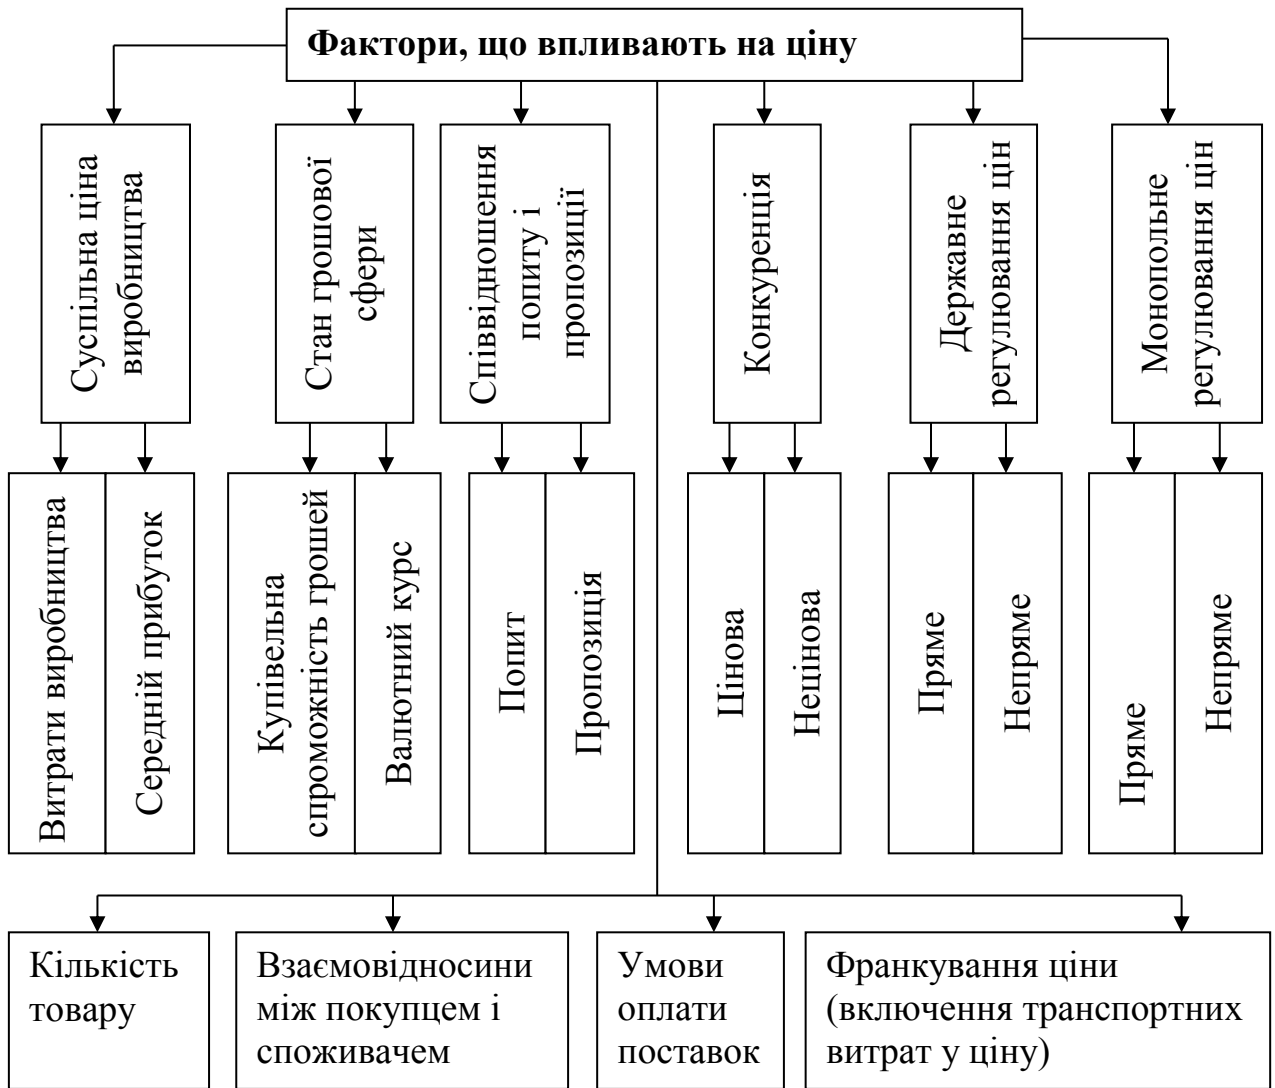 Фактори, що впливають на ціну
Суспільна ціна
виробництва
Стан грошової
сфери
Співвідношення
попиту і
пропозиції
Конкуренція
Державне
регулювання цін
Монопольне
регулювання цін
Витрати виробництва
Середній прибуток
Купівельна
спроможність грошей
Валютний курс
Попит
Пропозиція
Цінова
Нецінова
Пряме
Непряме
Пряме
Непряме
Кількість
товару
Взаємовідносини
між покупцем і
споживачем
Умови
оплати
поставок
Франкування ціни
(включення транспортних
витрат у ціну)